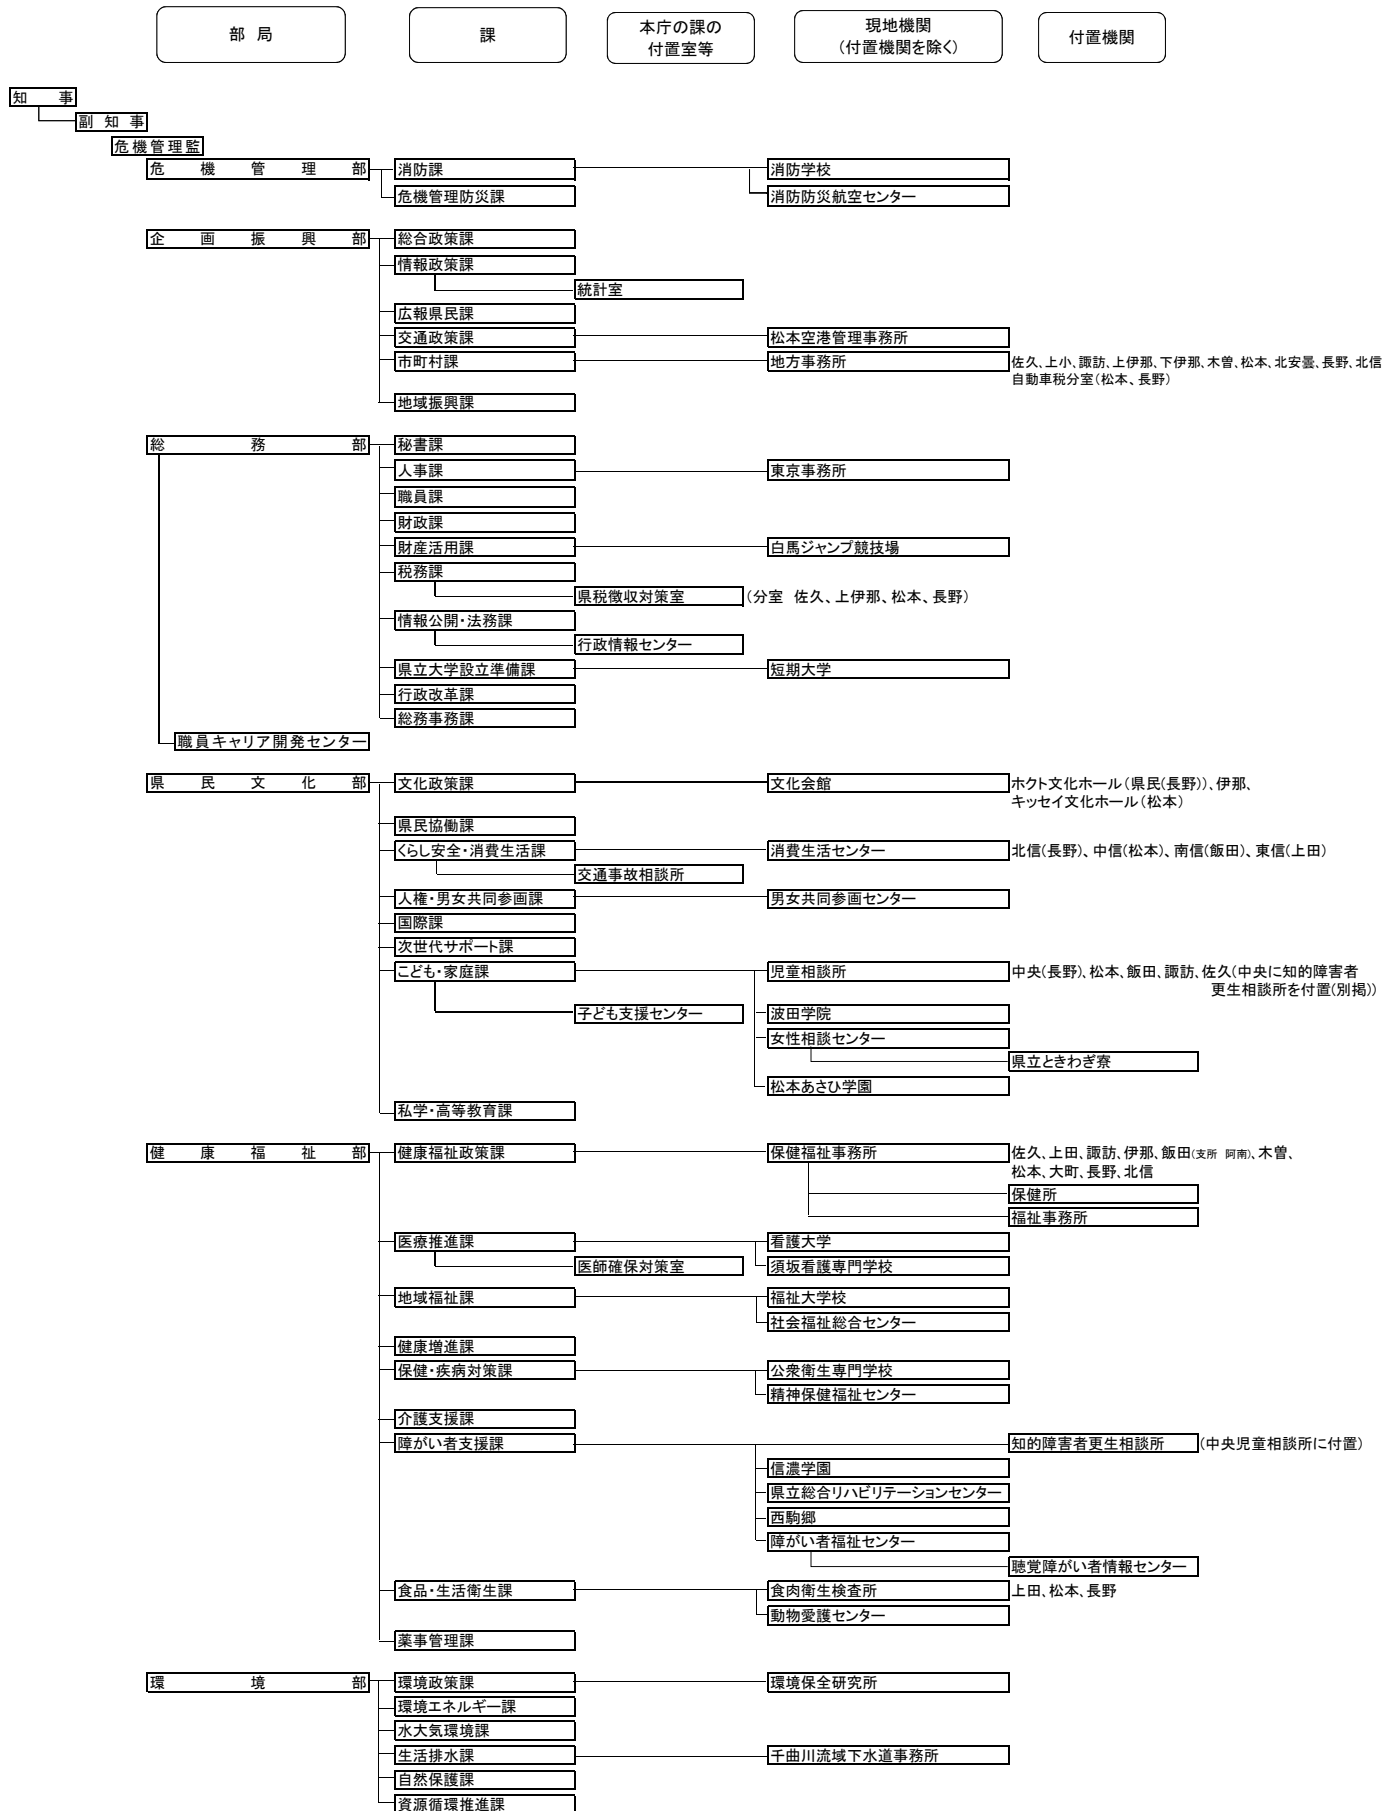 部 局
課
本庁の課の
付置室等
現地機関
(付置機関を除く)
付置機関
知 事
副 知 事
危機管理監
危 機 管 理 部
消防課
消防学校
危機管理防災課
消防防災航空センター
企 画 振 興 部
総合政策課
情報政策課
統計室
広報県民課
交通政策課
松本空港管理事務所
市町村課
地方事務所
佐久、上小、諏訪、上伊那、下伊那、木曽、松本、北安曇、長野、北信
自動車税分室(松本、長野)
地域振興課
総 務 部
秘書課
人事課
東京事務所
職員課
財政課
財産活用課
白馬ジャンプ競技場
税務課
県税徴収対策室
(分室 佐久、上伊那、松本、長野)
情報公開・法務課
行政情報センター
県立大学設立準備課
短期大学
行政改革課
総務事務課
職員キャリア開発センター
県 民 文 化 部
文化政策課
文化会館
ホクト文化ホール(県民(長野))、伊那、
キッセイ文化ホール(松本)
県民協働課
くらし安全・消費生活課
消費生活センター
北信(長野)、中信(松本)、南信(飯田)、東信(上田)
交通事故相談所
人権・男女共同参画課
男女共同参画センター
国際課
次世代サポート課
こども・家庭課
児童相談所
中央(長野)、松本、飯田、諏訪、佐久(中央に知的障害者
更生相談所を付置(別掲))
子ども支援センター
波田学院
女性相談センター
県立ときわぎ寮
松本あさひ学園
私学・高等教育課
健 康 福 祉 部
健康福祉政策課
保健福祉事務所
佐久、上田、諏訪、伊那、飯田(支所 阿南)、木曽、
松本、大町、長野、北信
保健所
福祉事務所
医療推進課
看護大学
医師確保対策室
須坂看護専門学校
地域福祉課
福祉大学校
社会福祉総合センター
健康増進課
保健・疾病対策課
公衆衛生専門学校
精神保健福祉センター
介護支援課
障がい者支援課
知的障害者更生相談所
(中央児童相談所に付置)
信濃学園
県立総合リハビリテーションセンター
西駒郷
障がい者福祉センター
聴覚障がい者情報センター
食品・生活衛生課
食肉衛生検査所
上田、松本、長野
動物愛護センター
薬事管理課
環 境 部
環境政策課
環境保全研究所
環境エネルギー課
水大気環境課
生活排水課
千曲川流域下水道事務所
自然保護課
資源循環推進課